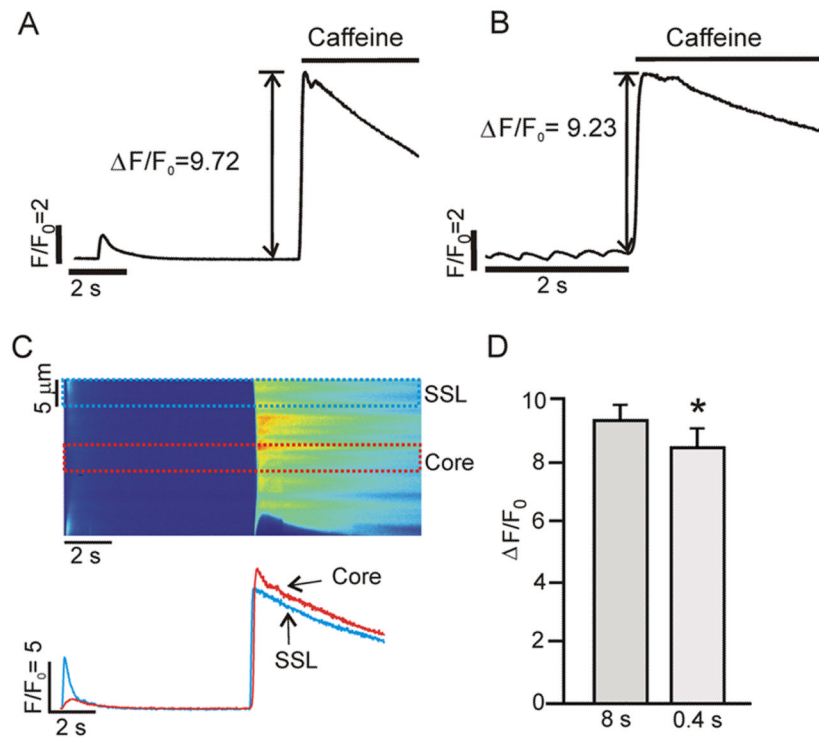 A
Caffeine
ΔF/F₀=9.72
F/F₀=2
2 s
B
Caffeine
ΔF/F₀= 9.23
F/F₀=2
2 s
C
5 μm
SSL
Core
2 s
Core
SSL
F/F₀= 5
2 s
D
*
ΔF/F₀
10
8
9
4
2
0
8 s
0.4 s